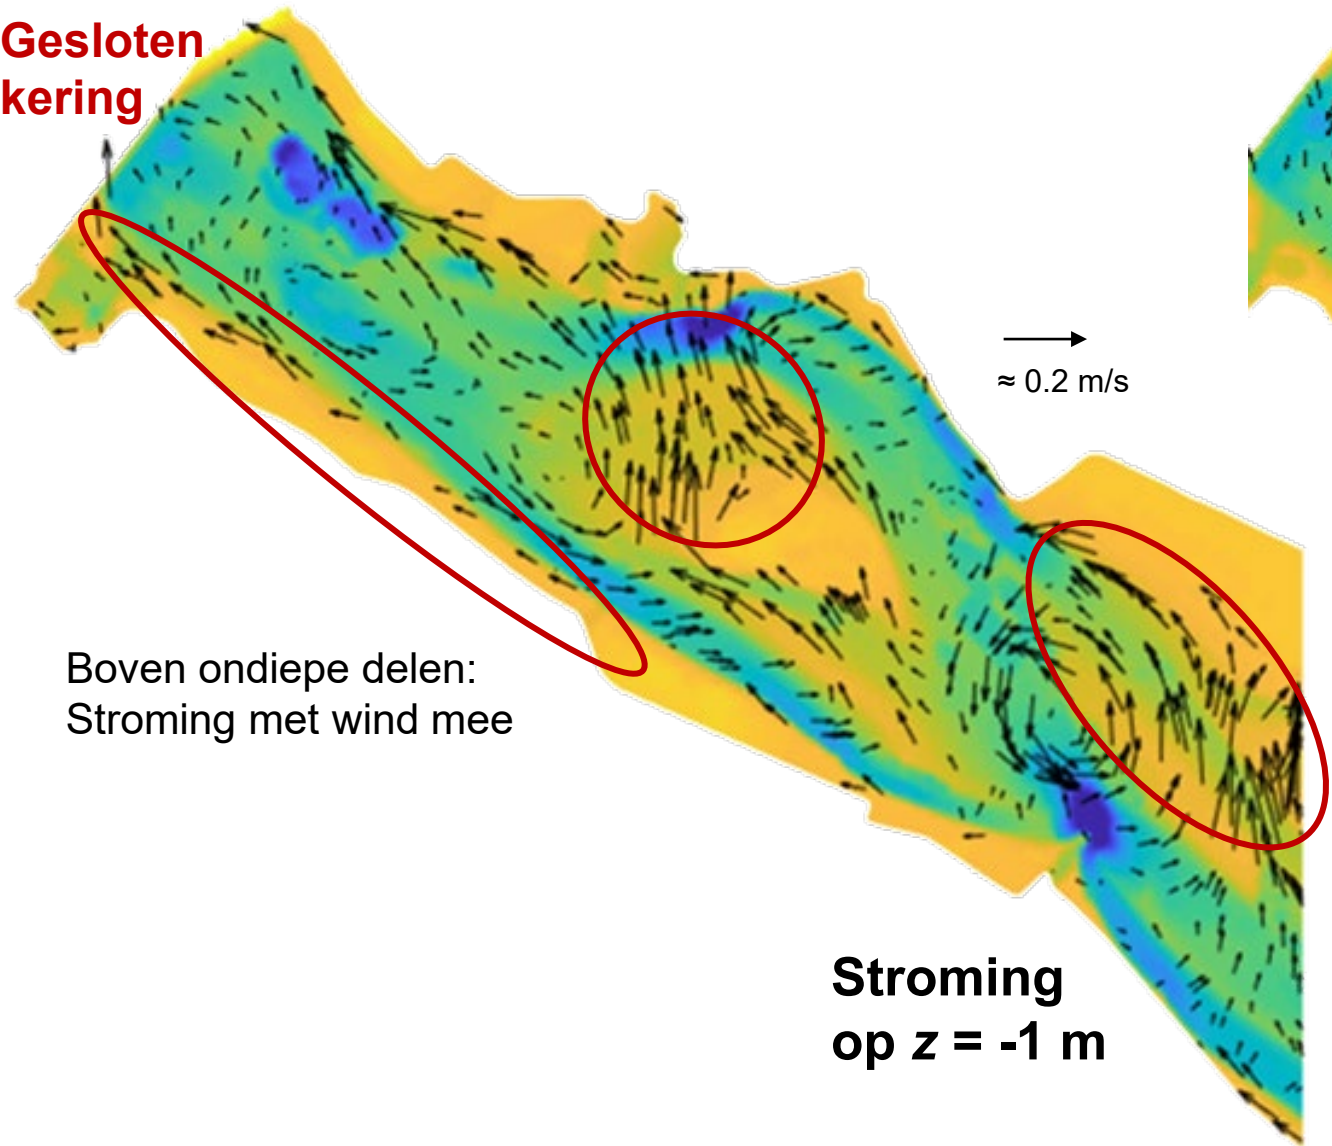 Gesloten
kering
≈ 0.2 m/s
Boven ondiepe delen:
Stroming met wind mee
Stroming
op z = -1 m